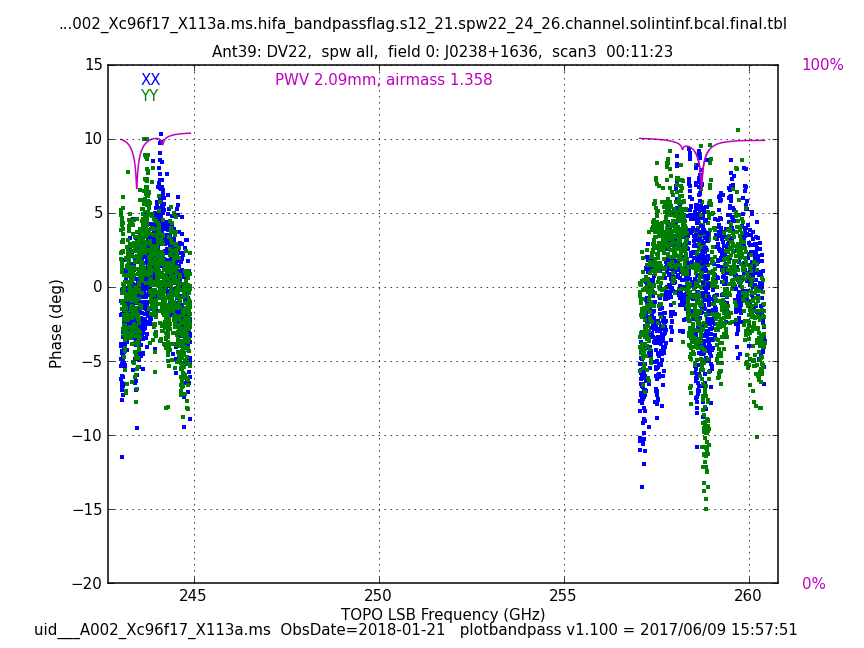 ...002_Xc96f17_X113a.ms.hifa_bandpassflag.s12_21.spw22_24_26.channel.solintinf.bcal.final.tbl
Ant39: DV22, spw all, field 0: J0238+1636, scan3 00:11:23
15
100%
XX
PWV 2.09mm, airmass 1.358
YY
10
5
0
Phase (deg)
−5
−10
−15
−20
0%
245
250
255
260
TOPO LSB Frequency (GHz)
uid___A002_Xc96f17_X113a.ms ObsDate=2018-01-21 plotbandpass v1.100 = 2017/06/09 15:57:51